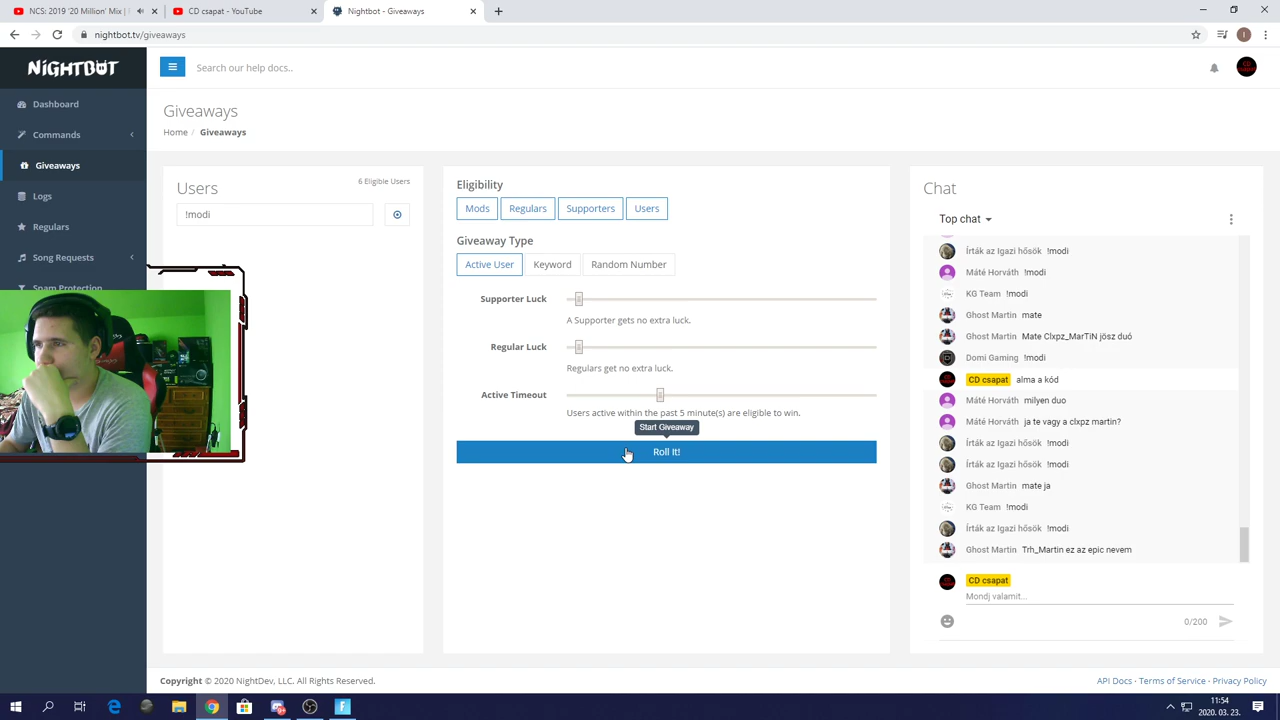 NCS: 2019 '20 Million' Mix |
CD csapat - YouTube
Nightbot - Giveaways
nightbot.tv/giveaways
NiGHTBOT
Search our help docs..
Dashboard
Commands
Giveaways
Logs
Regulars
Song Requests
Spam Protection
Giveaways
Home / Giveaways
Users
6 Eligible Users
!modi
Eligibility
Mods
Regulars
Supporters
Users
Giveaway Type
Active User
Keyword
Random Number
Supporter Luck
A Supporter gets no extra luck.
Regular Luck
Regulars get no extra luck.
Active Timeout
Users active within the past 5 minute(s) are eligible to win.
Start Giveaway
Roll It!
Chat
Top chat
Írták az Igazi hősök !modi
Máté Horváth !modi
KG Team !modi
Ghost Martin mate
Ghost Martin Mate Clxpz_MarTiN jösz duó
Domi Gaming !modi
CD csapat alma a kód
Máté Horváth milyen duo
Máté Horváth ja te vagy a clxpz martin?
Írták az Igazi hősök !modi
Írták az Igazi hősök !modi
Ghost Martin mate ja
KG Team !modi
Írták az Igazi hősök !modi
Ghost Martin Trh_Martin ez az epic nevem
CD csapat
Mondj valamit...
0/200
Copyright © 2020 NightDev, LLC. All Rights Reserved.
API Docs · Terms of Service · Privacy Policy
11:54
2020. 03. 23.